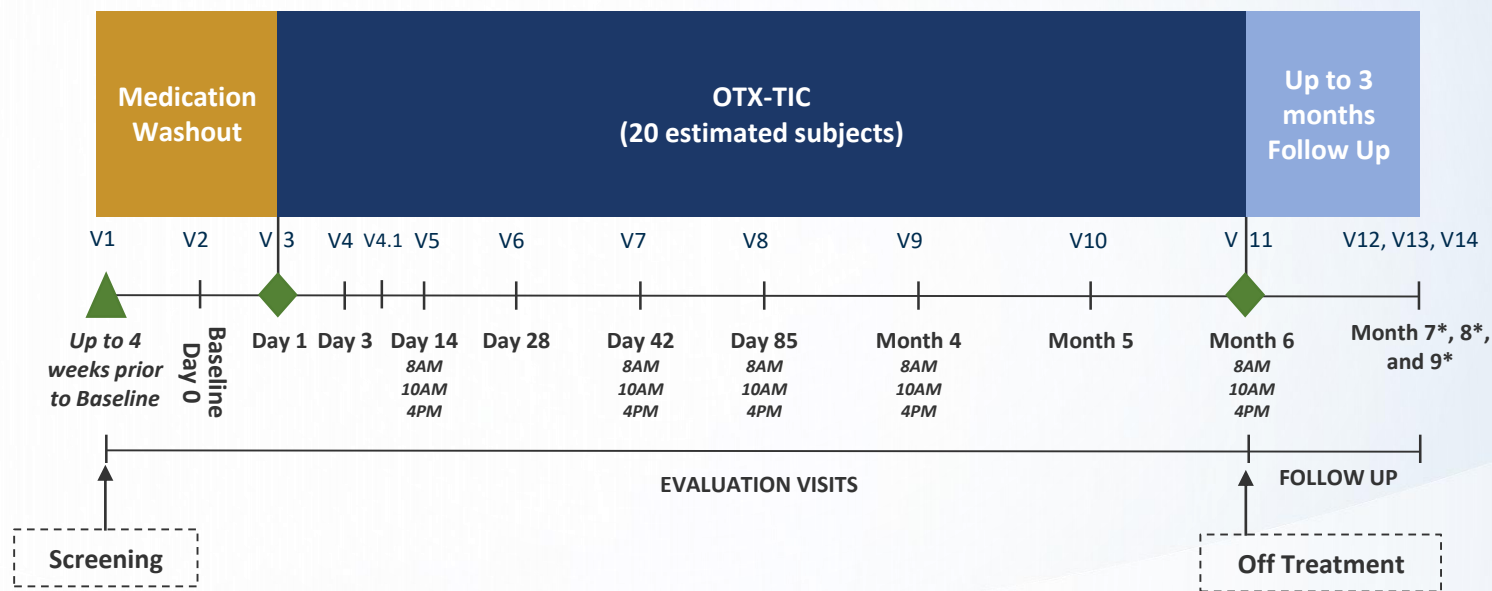 Medication
Washout
OTX-TIC
(20 estimated subjects)
Up to 3
months
Follow Up
V1
V2
V 3
V4
V4.1
V5
V6
V7
V8
V9
V10
V 11
V12, V13, V14
Up to 4
weeks prior
to Baseline
Baseline
Day 0
Day 1
Day 3
Day 14
8AM
10AM
4PM
Day 28
Day 42
8AM
10AM
4PM
Day 85
8AM
10AM
4PM
Month 4
8AM
10AM
4PM
Month 5
Month 6
8AM
10AM
4PM
Month 7*, 8*,
and 9*
EVALUATION VISITS
FOLLOW UP
Screening
Off Treatment